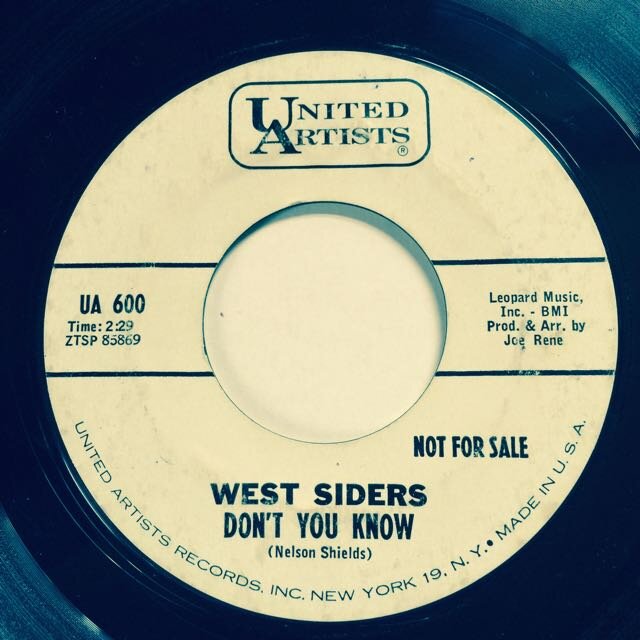 UNITED
ARTISTS®
UA 600
Time: 2:29
ZTSP 85869
Leopard Music,
Inc. - BMI
Prod. & Arr. by
Joe Rene
NOT FOR SALE
WEST SIDERS
DON'T YOU KNOW
(Nelson Shields)
UNITED ARTISTS RECORDS, INC. NEW YORK 19, N.Y. • MADE IN U.S.A.